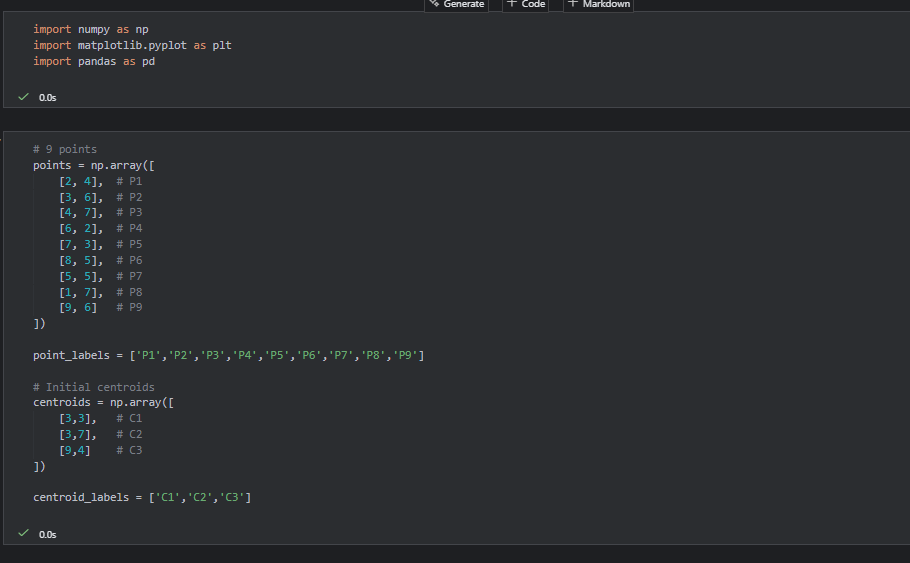 Generate + Code + Markdown
import numpy as np
import matplotlib.pyplot as plt
import pandas as pd
0.0s
# 9 points
points = np.array([
[2, 4], # P1
[3, 6], # P2
[4, 7], # P3
[6, 2], # P4
[7, 3], # P5
[8, 5], # P6
[5, 5], # P7
[1, 7], # P8
[9, 6] # P9
])
point_labels = ['P1','P2','P3','P4','P5','P6','P7','P8','P9']
# Initial centroids
centroids = np.array([
[3,3], # C1
[3,7], # C2
[9,4] # C3
])
centroid_labels = ['C1','C2','C3']
0.0s